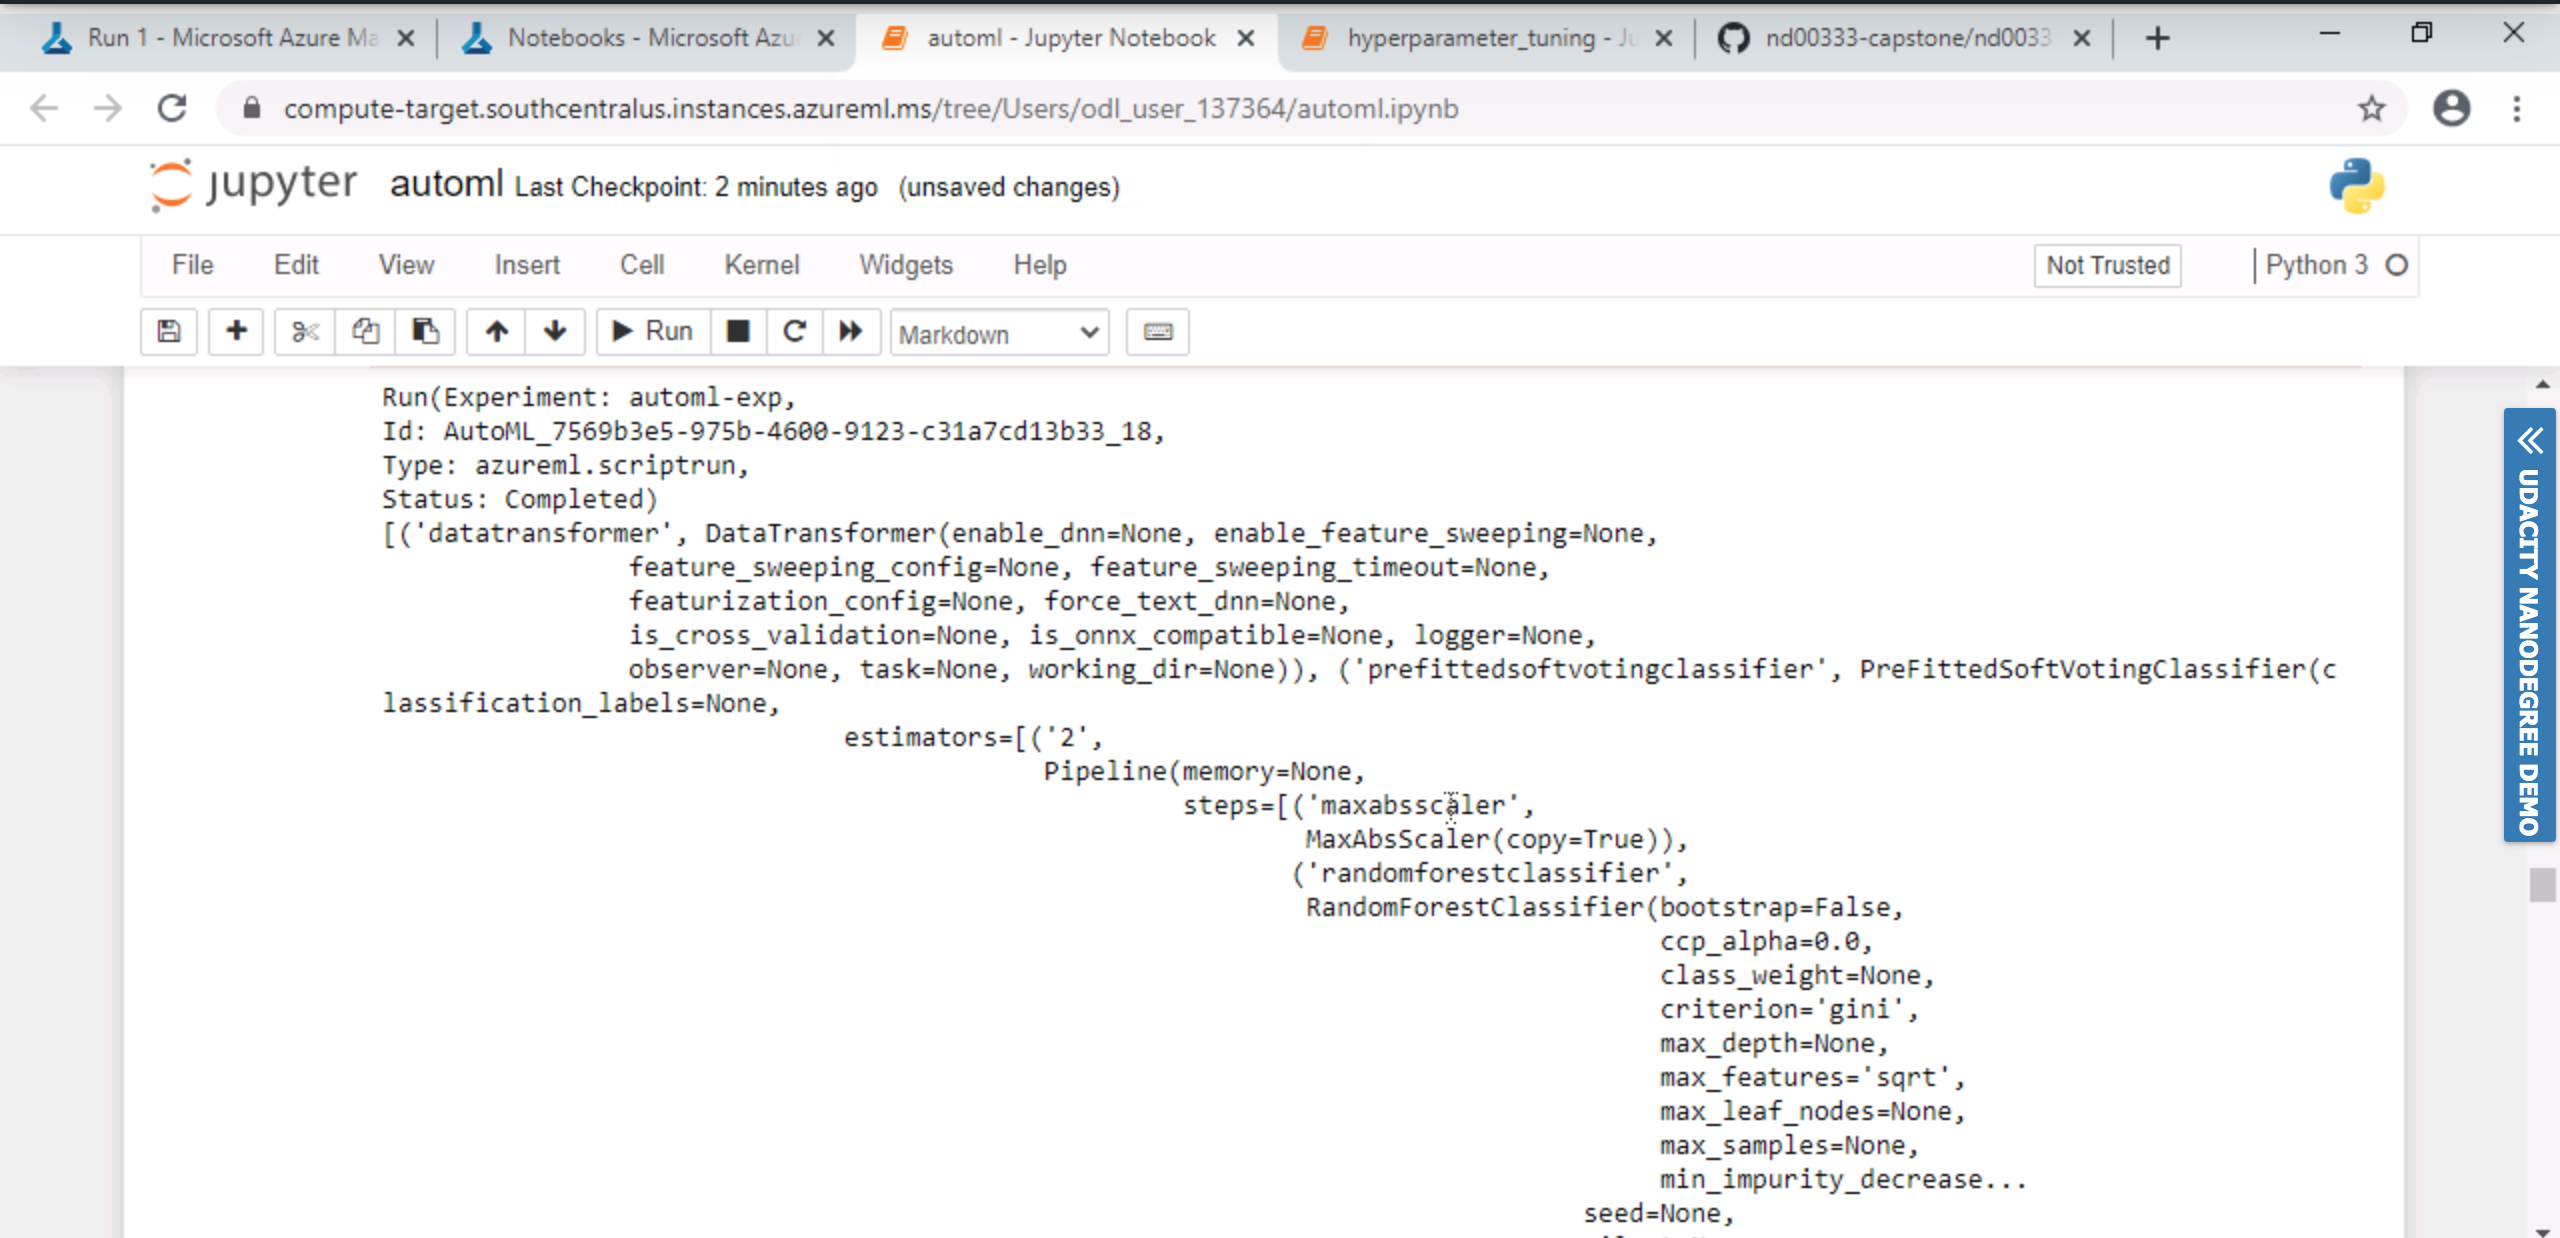 Run 1 - Microsoft Azure Ma
Notebooks - Microsoft Azur
automl - Jupyter Notebook
hyperparameter_tuning - Ju
nd00333-capstone/nd0033
compute-target.southcentralus.instances.azureml.ms/tree/Users/odl_user_137364/automl.ipynb
jupyter automl Last Checkpoint: 2 minutes ago (unsaved changes)
File Edit View Insert Cell Kernel Widgets Help Not Trusted Python 3
Run Markdown
Run(Experiment: automl-exp,
Id: AutoML_7569b3e5-975b-4600-9123-c31a7cd13b33_18,
Type: azureml.scriptrun,
Status: Completed)
[('datatransformer', DataTransformer(enable_dnn=None, enable_feature_sweeping=None,
feature_sweeping_config=None, feature_sweeping_timeout=None,
featurization_config=None, force_text_dnn=None,
is_cross_validation=None, is_onnx_compatible=None, logger=None,
observer=None, task=None, working_dir=None)), ('prefittedsoftvotingclassifier', PreFittedSoftVotingClassifier(c
lassification_labels=None,
estimators=[('2',
Pipeline(memory=None,
steps=[('maxabsscaler',
MaxAbsScaler(copy=True)),
('randomforestclassifier',
RandomForestClassifier(bootstrap=False,
ccp_alpha=0.0,
class_weight=None,
criterion='gini',
max_depth=None,
max_features='sqrt',
max_leaf_nodes=None,
max_samples=None,
min_impurity_decrease...
seed=None,
UDACITY NANODEGREE DEMO